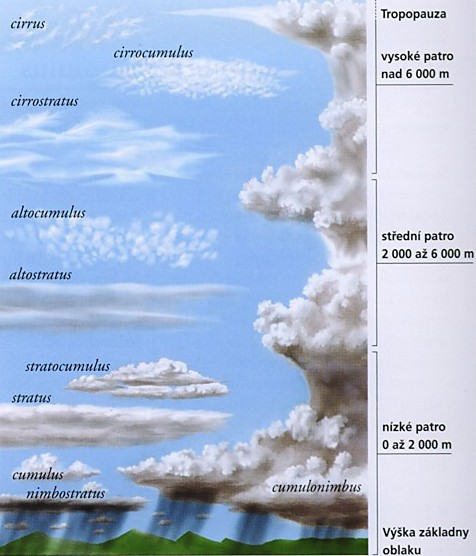 cirrus
Tropopauza
cirrocumulus
vysoké patro
nad 6 000 m
cirrostratus
altocumulus
střední patro
2 000 až 6 000 m
altostratus
stratocumulus
stratus
nízké patro
0 až 2 000 m
cumulus
nimbostratus
cumulonimbus
Výška základny
oblaku